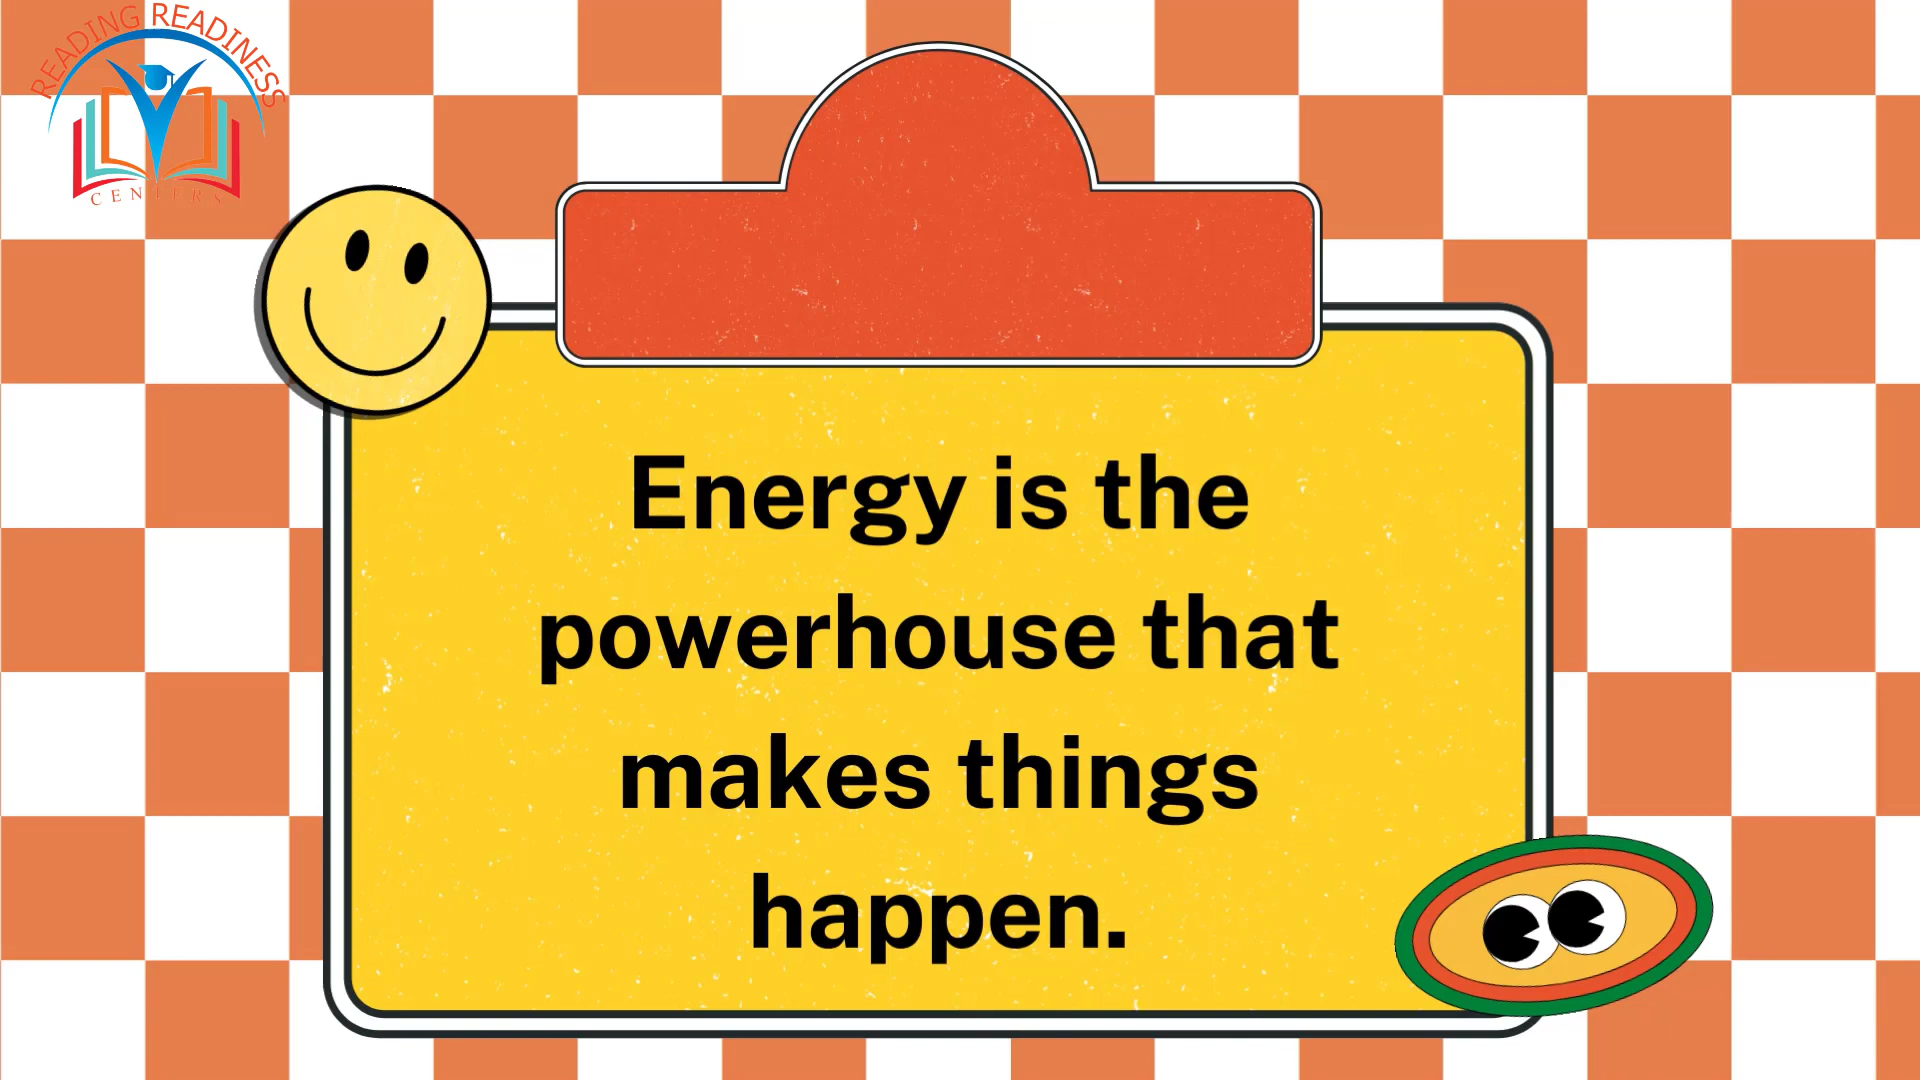 READING READINESS
CENTERS
Energy is the
powerhouse that
makes things
happen.